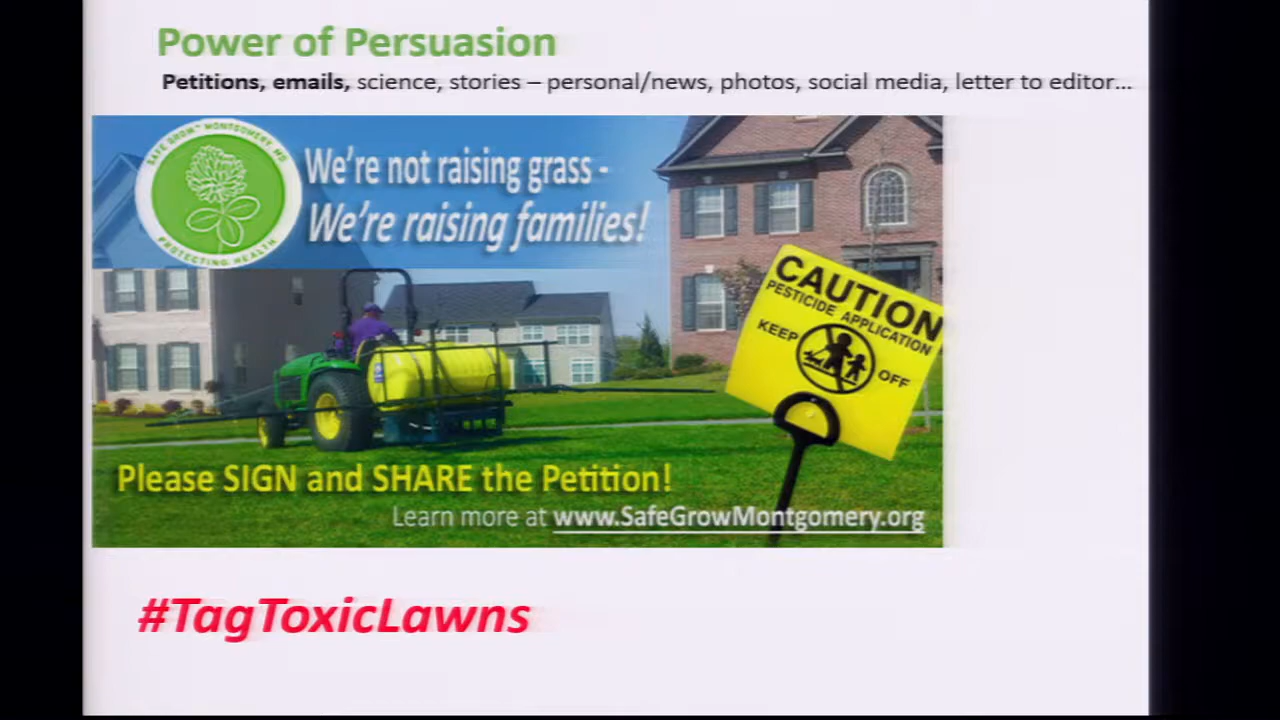 Power of Persuasion
Petitions, emails, science, stories – personal/news, photos, social media, letter to editor...
SAFE GROW™ MONTGOMERY, MD
PROTECTING HEALTH
We're not raising grass -
We're raising families!
CAUTION
PESTICIDE APPLICATION
KEEP OFF
Please SIGN and SHARE the Petition!
Learn more at www.SafeGrowMontgomery.org
#TagToxicLawns